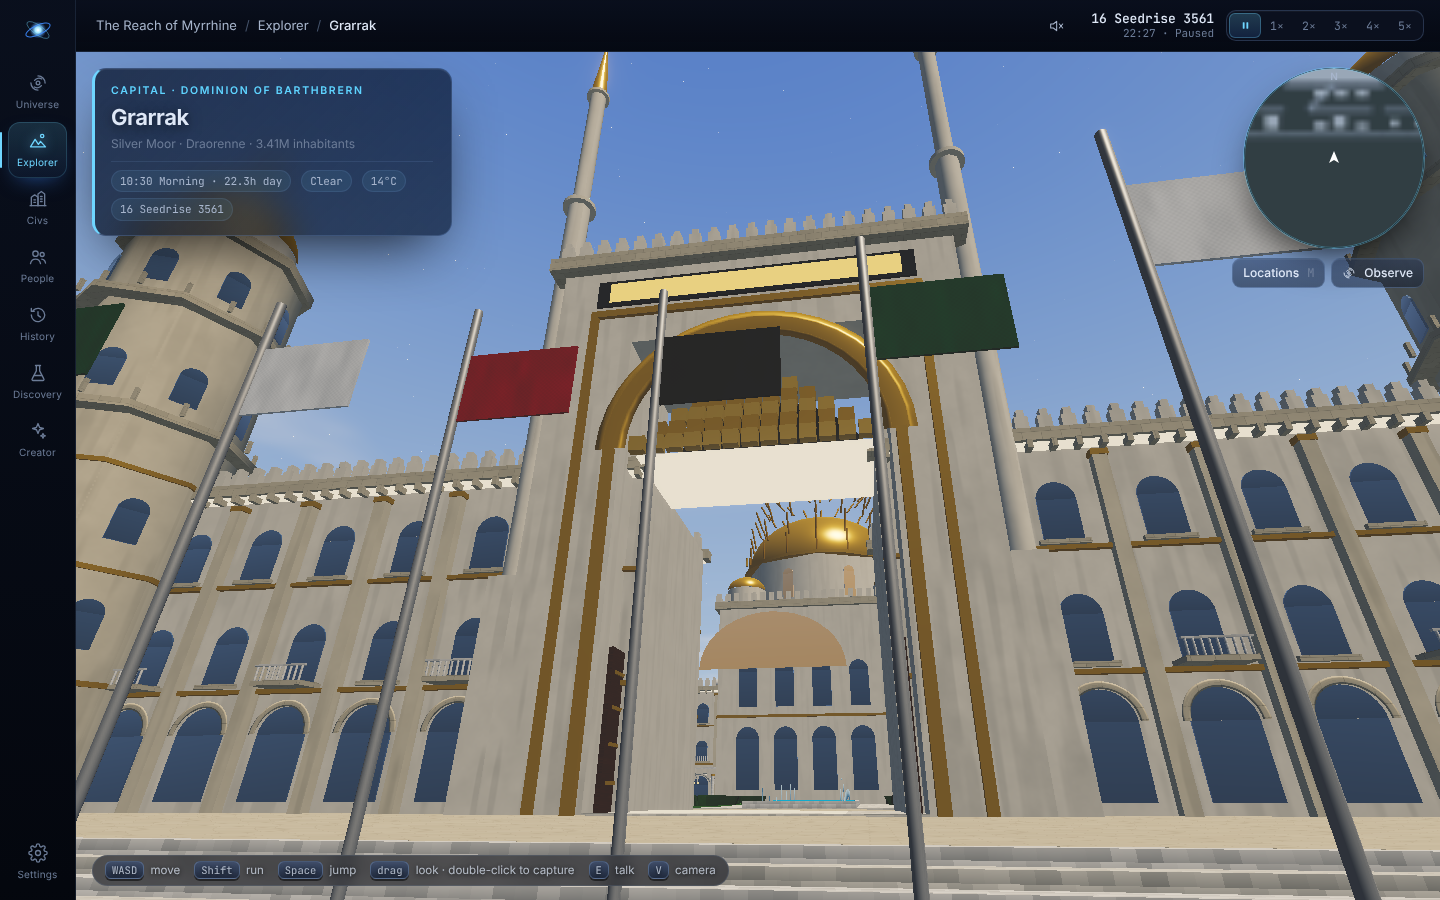 The Reach of Myrrhine / Explorer / Grarrak
16 Seedrise 3561
22:27 · Paused
1×
2×
3×
4×
5×
Universe
Explorer
Civs
People
History
Discovery
Creator
Settings
CAPITAL · DOMINION OF BARTHBRERN
Grarrak
Silver Moor · Draorenne · 3.41M inhabitants
10:30 Morning · 22.3h day
Clear
14°C
16 Seedrise 3561
N
Locations M
Observe
WASD move Shift run Space jump drag look · double-click to capture E talk V camera